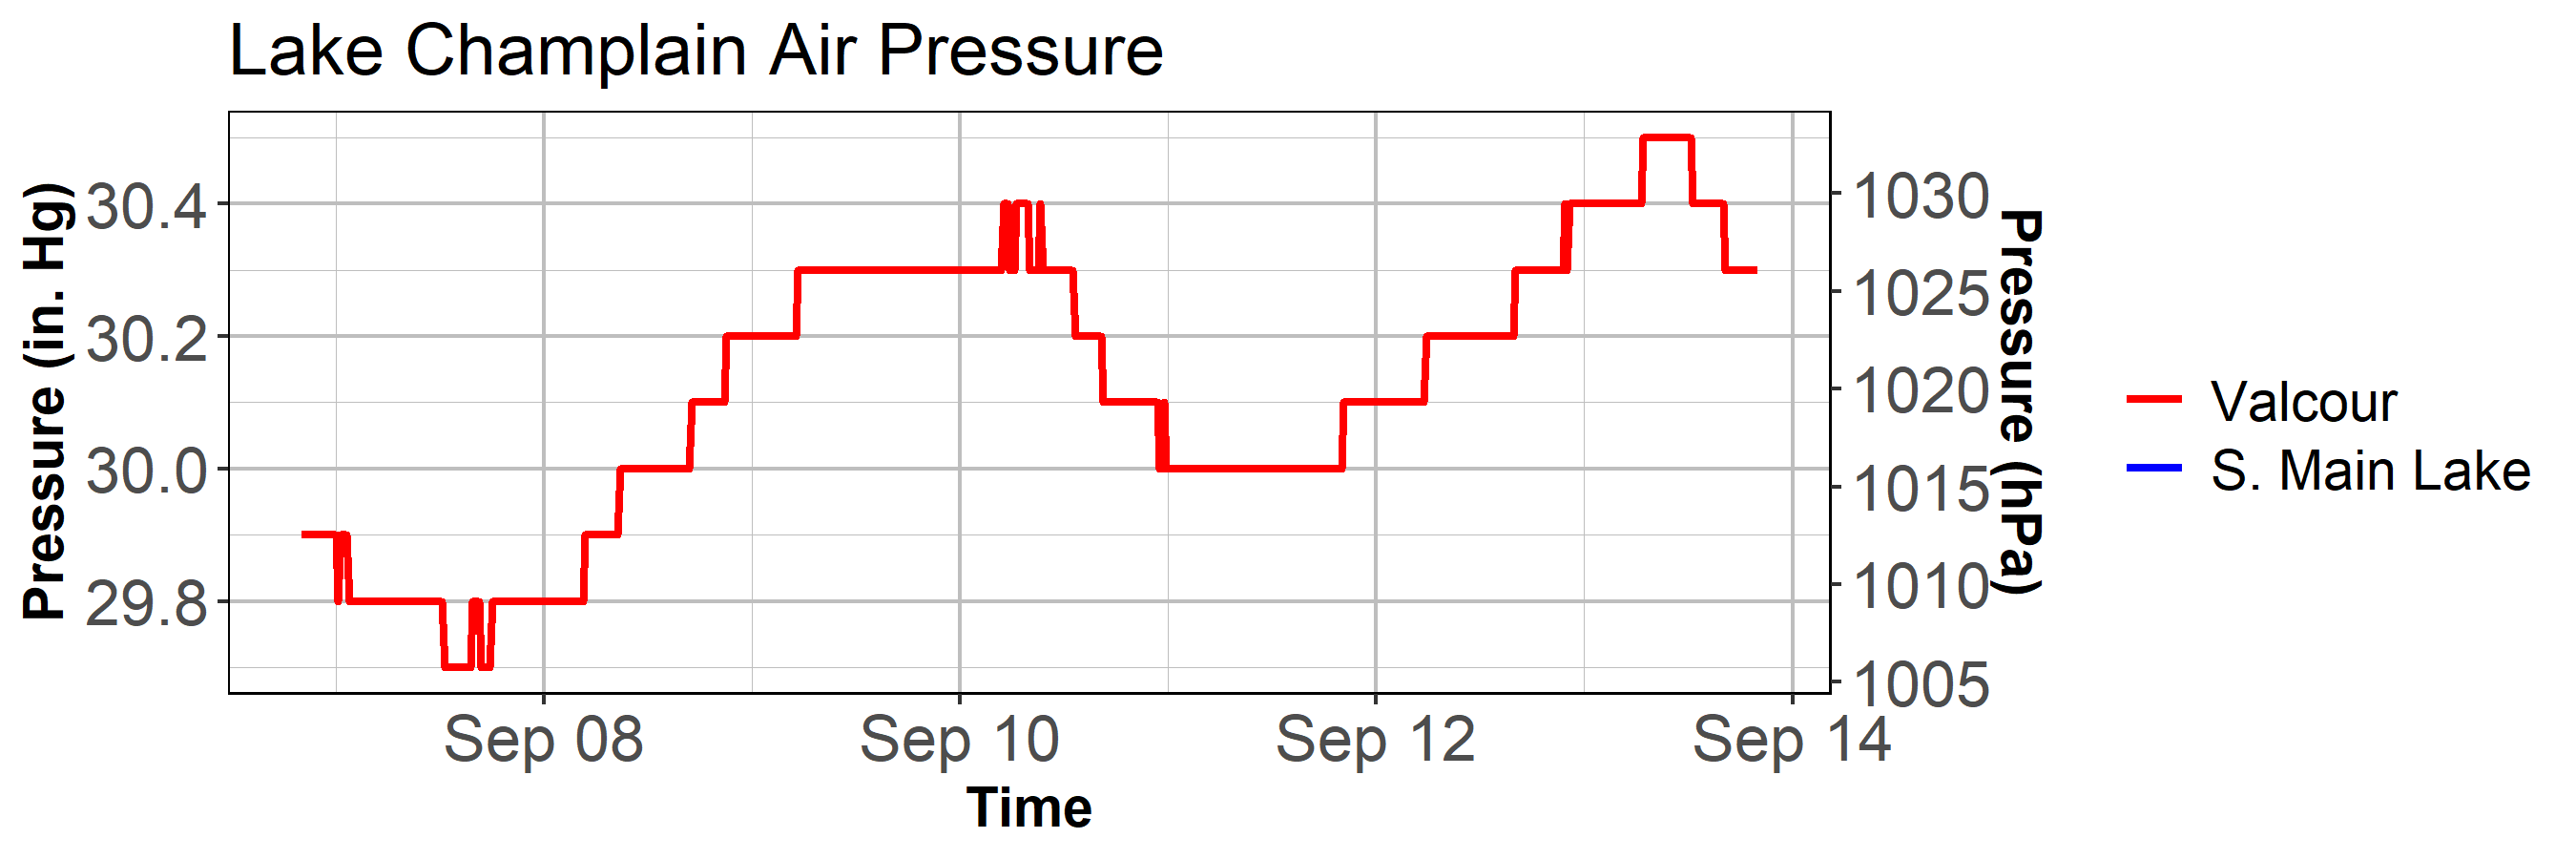 Lake Champlain Air Pressure
Pressure (in. Hg)
30.4
30.2
30.0
29.8
1030
1025
1020
1015
1010
1005
Pressure (hPa)
Sep 08
Sep 10
Sep 12
Sep 14
Time
Valcour
S. Main Lake